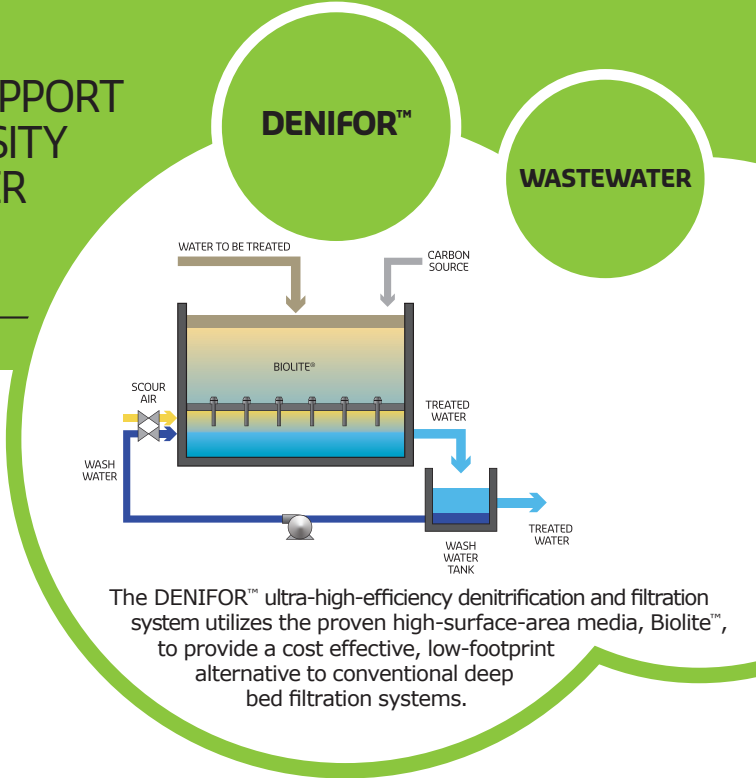 DENIFOR™
WASTEWATER
WATER TO BE TREATED
CARBON
SOURCE
BIOLITE®
SCOUR
AIR
TREATED
WATER
WASH
WATER
TREATED
WATER
WASH
WATER
TANK
The DENIFOR™ ultra-high-efficiency denitrification and filtration
system utilizes the proven high-surface-area media, Biolite™,
to provide a cost effective, low-footprint
alternative to conventional deep
bed filtration systems.